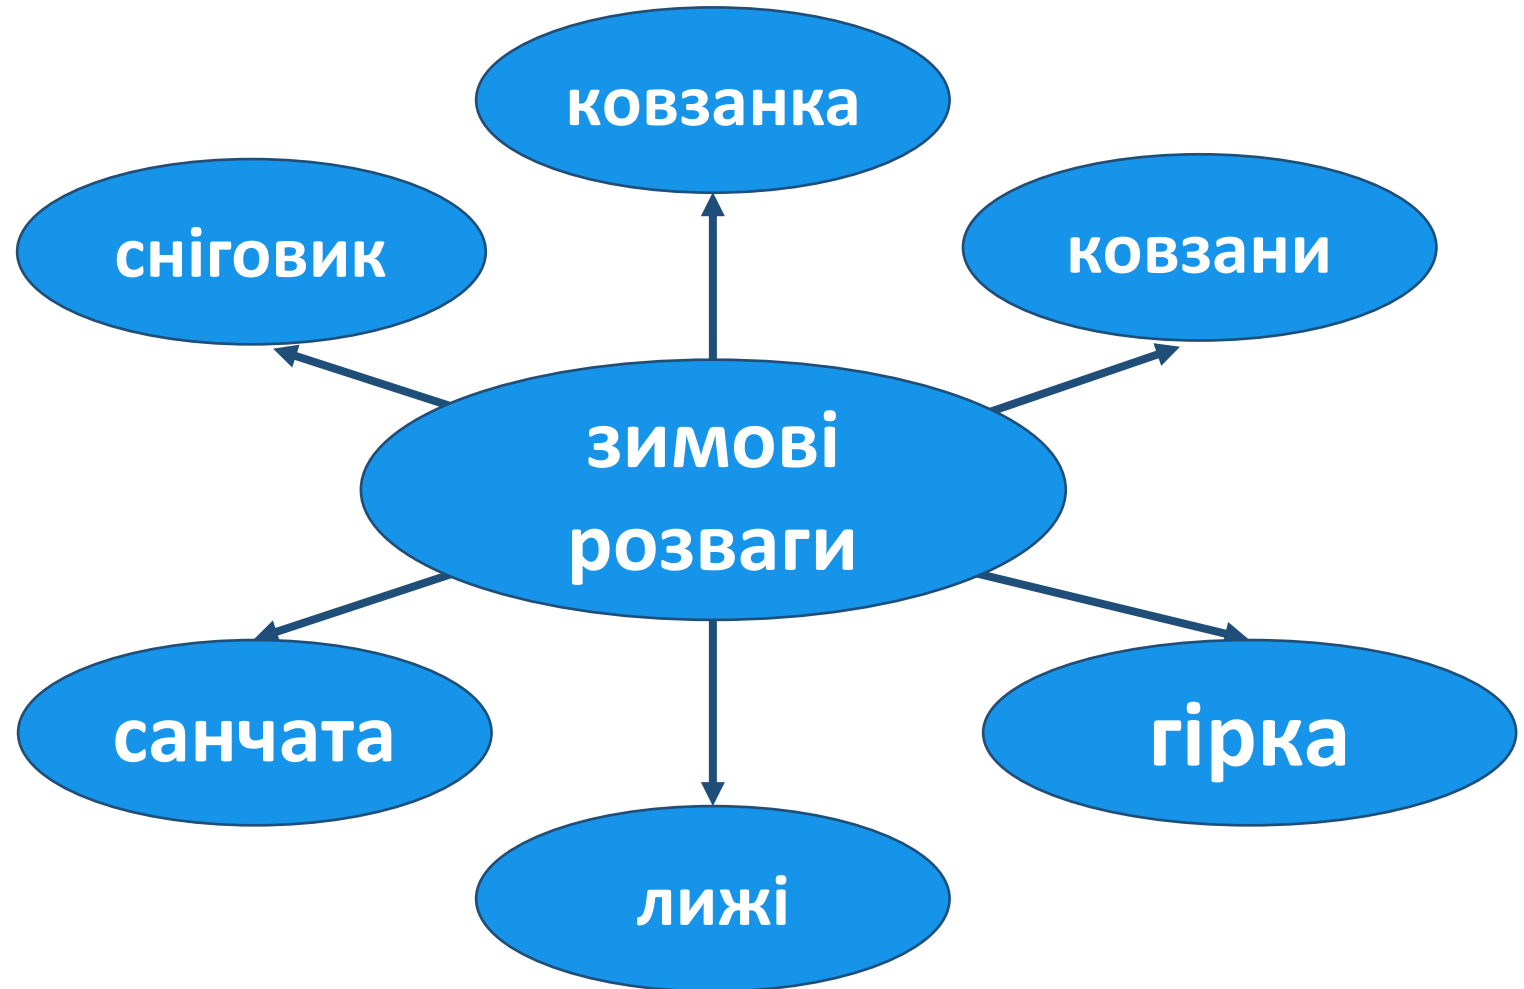 ковзанка
сніговик
ковзани
зимові
розваги
санчата
гірка
лижі